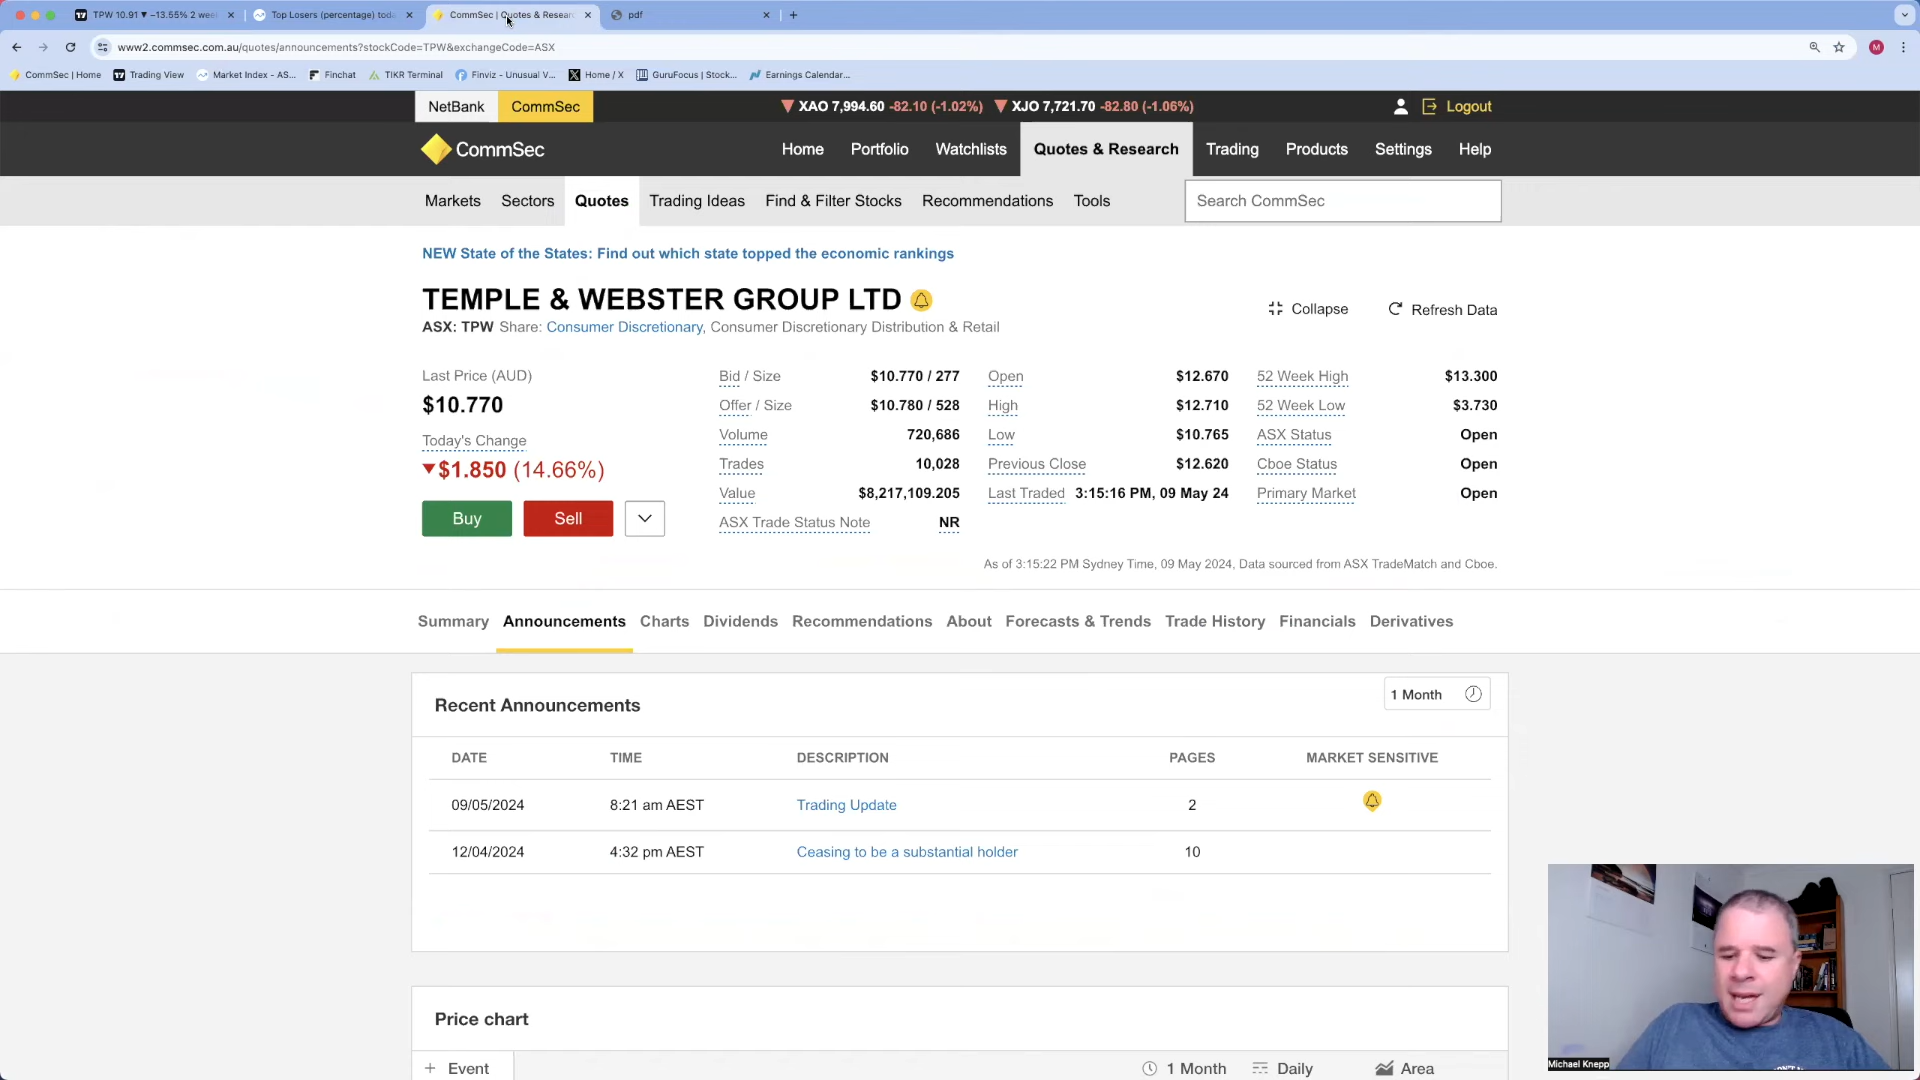 TPW 10.91 ▼ −13.55% 2 wee
Top Losers (percentage) toda
CommSec | Quotes & Researc
pdf
www2.commsec.com.au/quotes/announcements?stockCode=TPW&exchangeCode=ASX
M
CommSec | Home
Trading View
Market Index - AS...
Finchat
TIKR Terminal
Finviz - Unusual V...
Home / X
GuruFocus | Stock...
Earnings Calendar...
NetBank
CommSec
▼ XAO 7,994.60 -82.10 (-1.02%)
▼ XJO 7,721.70 -82.80 (-1.06%)
Logout
CommSec
Home
Portfolio
Watchlists
Quotes & Research
Trading
Products
Settings
Help
Markets
Sectors
Quotes
Trading Ideas
Find & Filter Stocks
Recommendations
Tools
Search CommSec
NEW State of the States: Find out which state topped the economic rankings
TEMPLE & WEBSTER GROUP LTD
Collapse
Refresh Data
ASX: TPW Share: Consumer Discretionary, Consumer Discretionary Distribution & Retail
Last Price (AUD)
$10.770
Today's Change
▼$1.850 (14.66%)
Buy
Sell
Bid / Size $10.770 / 277
Offer / Size $10.780 / 528
Volume 720,686
Trades 10,028
Value $8,217,109.205
ASX Trade Status Note NR
Open $12.670
High $12.710
Low $10.765
Previous Close $12.620
Last Traded 3:15:16 PM, 09 May 24
52 Week High $13.300
52 Week Low $3.730
ASX Status Open
Cboe Status Open
Primary Market Open
As of 3:15:22 PM Sydney Time, 09 May 2024, Data sourced from ASX TradeMatch and Cboe.
Summary
Announcements
Charts
Dividends
Recommendations
About
Forecasts & Trends
Trade History
Financials
Derivatives
Recent Announcements
1 Month
DATE TIME DESCRIPTION PAGES MARKET SENSITIVE
09/05/2024 8:21 am AEST Trading Update 2
12/04/2024 4:32 pm AEST Ceasing to be a substantial holder 10
Price chart
+ Event
1 Month
Daily
Area
Michael Knepp